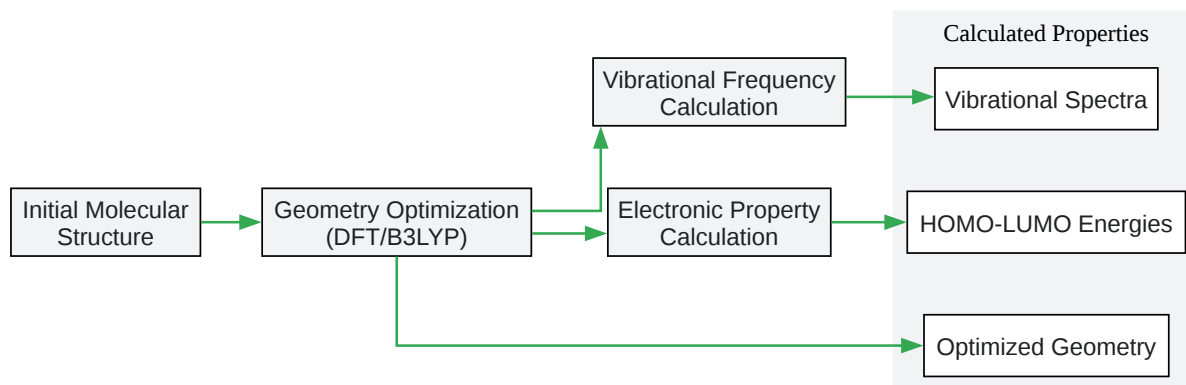 Calculated Properties
Vibrational Frequency
Calculation
Vibrational Spectra
Initial Molecular
Structure
Geometry Optimization
(DFT/B3LYP)
Electronic Property
Calculation
HOMO-LUMO Energies
Optimized Geometry